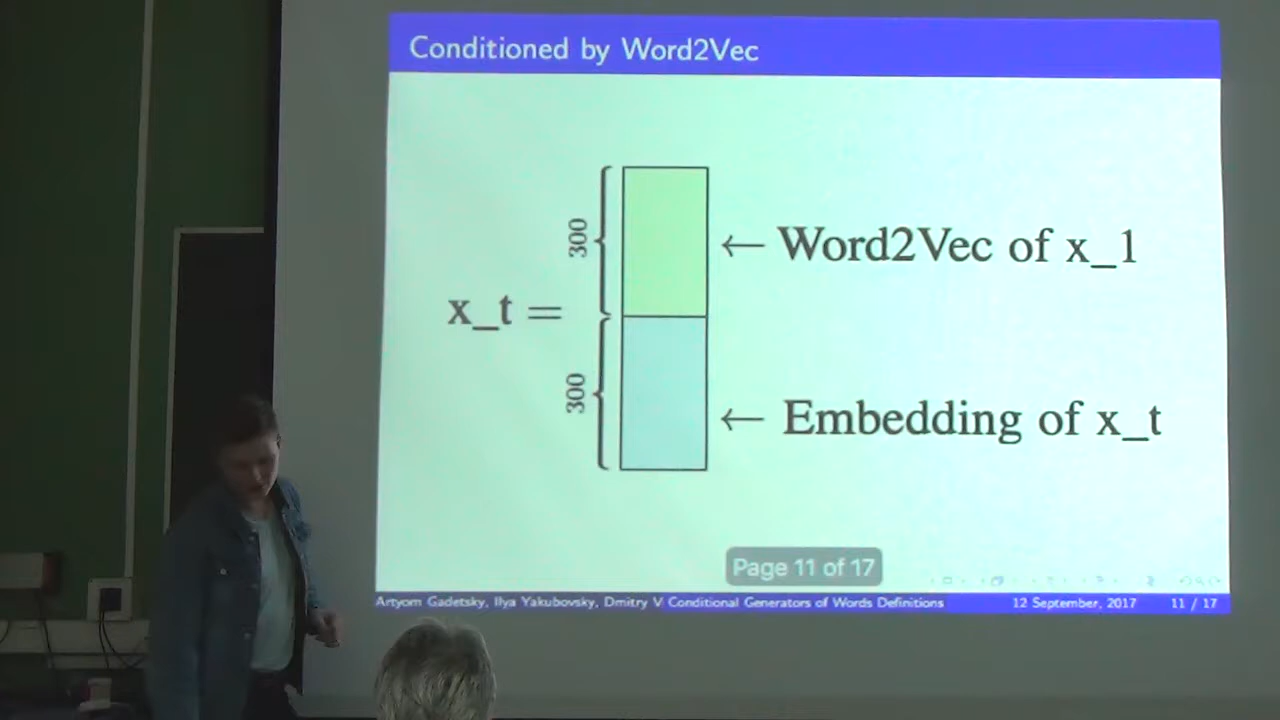 Conditioned by Word2Vec
300
← Word2Vec of x_1
x_t =
300
← Embedding of x_t
Page 11 of 17
Artyom Gadetsky, Ilya Yakubovsky, Dmitry V Conditional Generators of Words Definitions 12 September, 2017 11 / 17